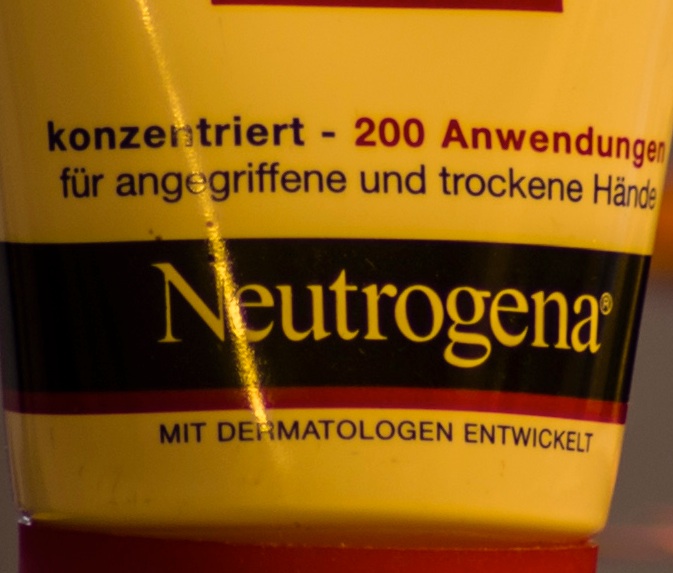 konzentriert - 200 Anwendungen
für angegriffene und trockene Hände
Neutrogena®
MIT DERMATOLOGEN ENTWICKELT